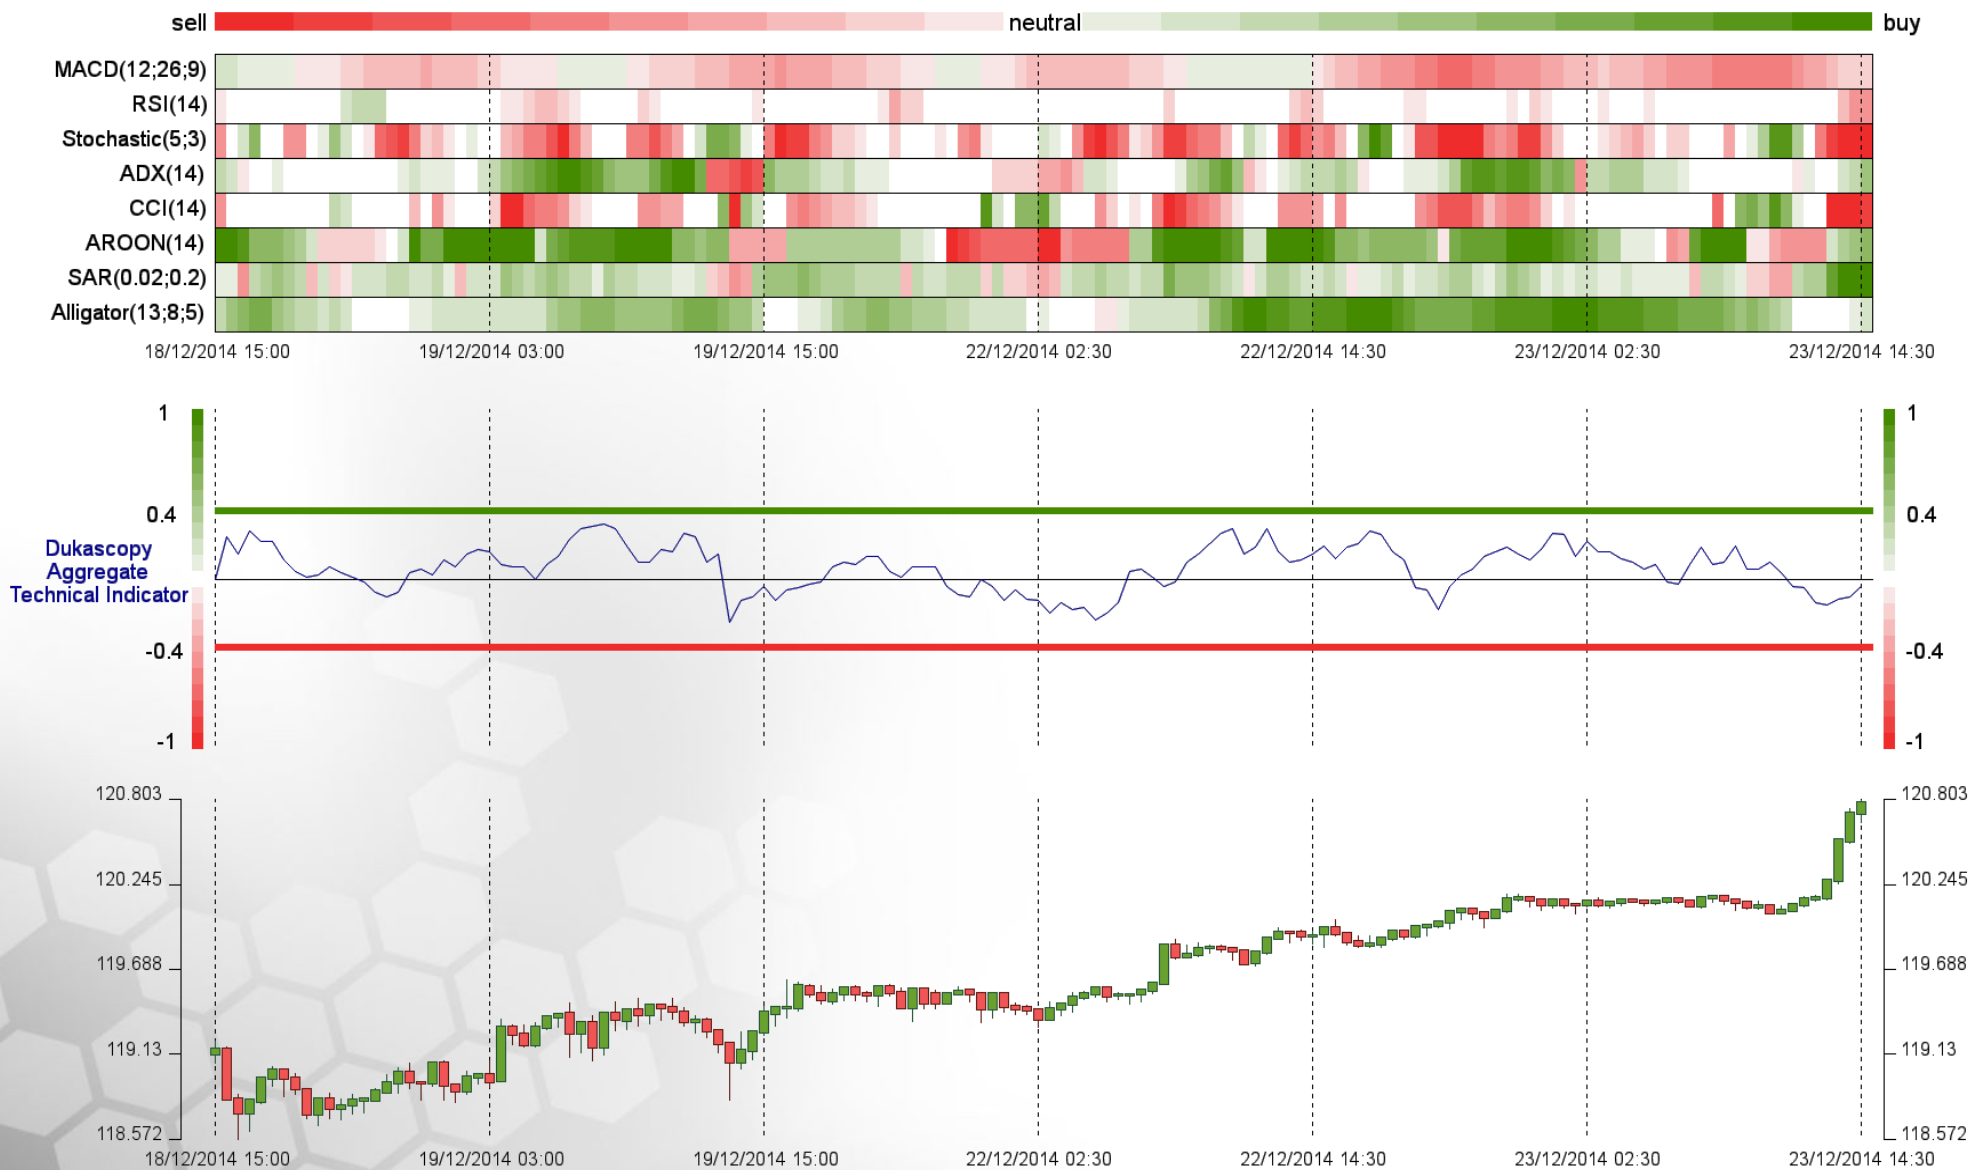 sell neutral buy
MACD(12;26;9)
RSI(14)
Stochastic(5;3)
ADX(14)
CCI(14)
AROON(14)
SAR(0.02;0.2)
Alligator(13;8;5)
18/12/2014 15:00 19/12/2014 03:00 19/12/2014 15:00 22/12/2014 02:30 22/12/2014 14:30 23/12/2014 02:30 23/12/2014 14:30
1 1
0.4 0.4
Dukascopy
Aggregate
Technical Indicator
-0.4 -0.4
-1 -1
120.803 120.803
120.245 120.245
119.688 119.688
119.13 119.13
118.572 118.572
18/12/2014 15:00 19/12/2014 03:00 19/12/2014 15:00 22/12/2014 02:30 22/12/2014 14:30 23/12/2014 02:30 23/12/2014 14:30